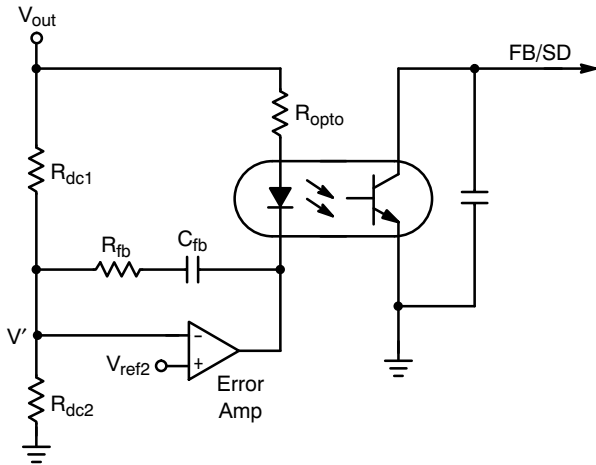 Vout
FB/SD
Ropto
Rdc1
Rfb
Cfb
V'
−
Vref2
+
Error
Amp
Rdc2